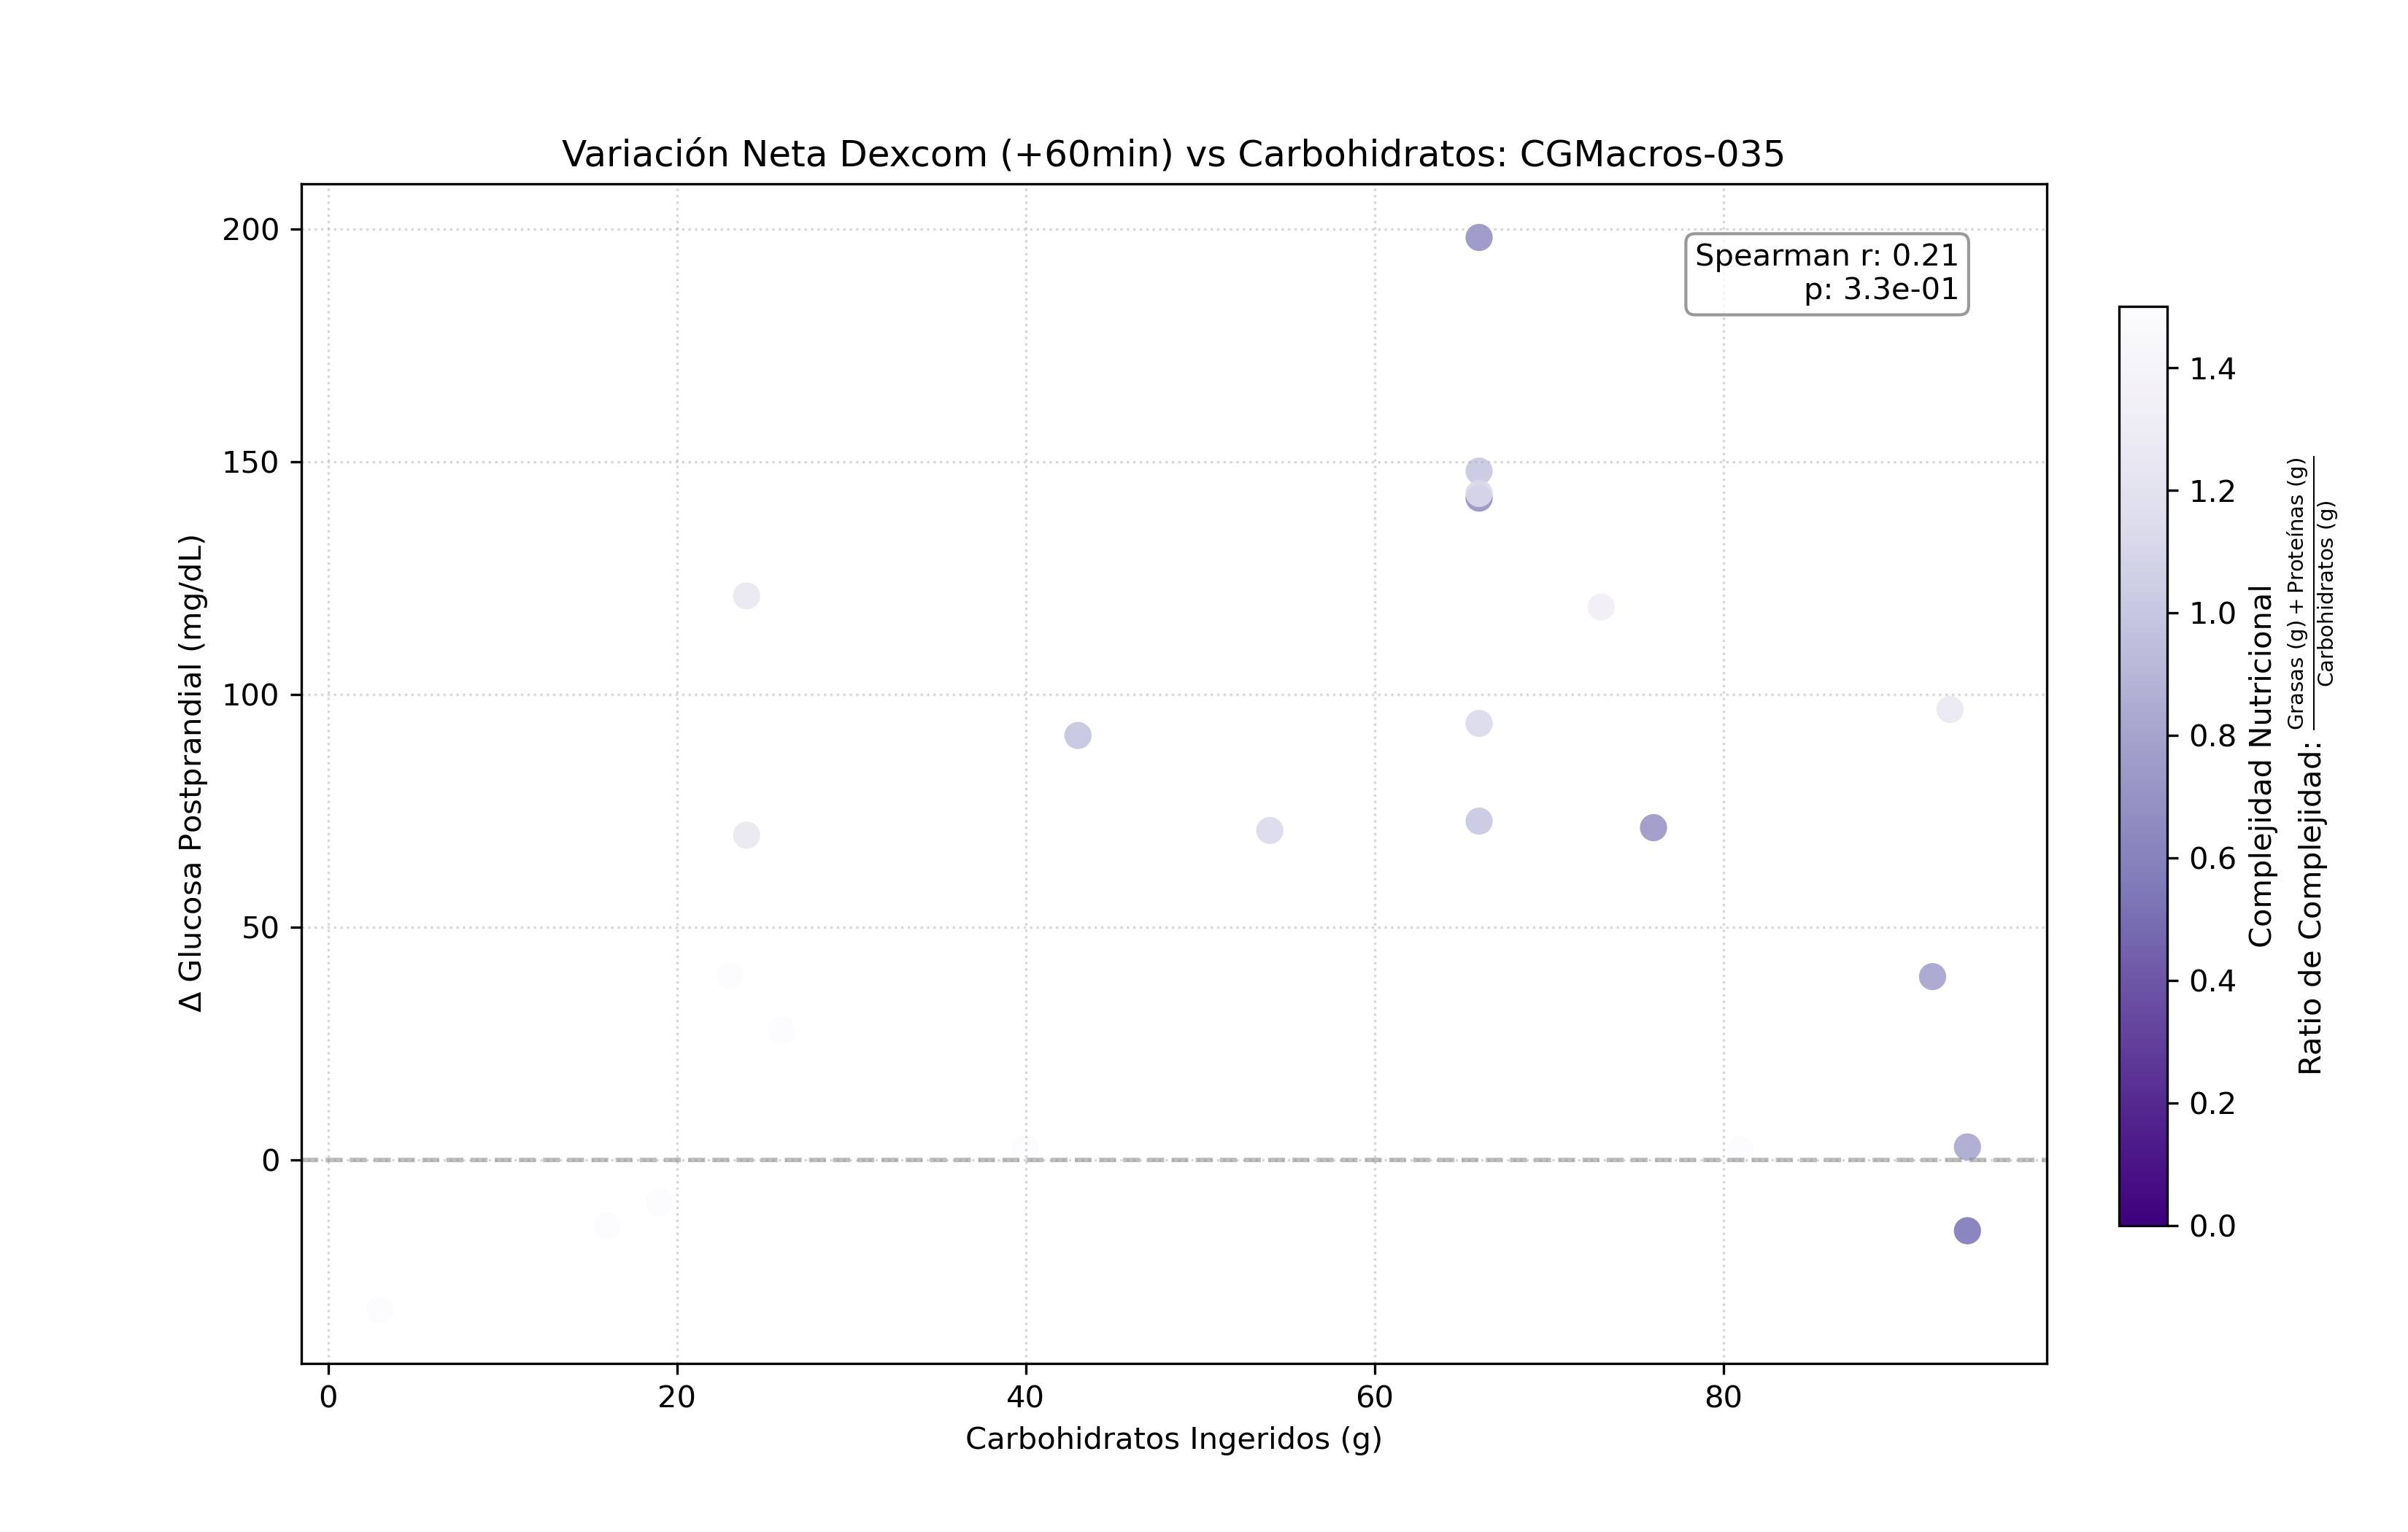 Variación Neta Dexcom (+60min) vs Carbohidratos: CGMacros-035
Spearman r: 0.21
p: 3.3e-01
Δ Glucosa Postprandial (mg/dL)
200
150
100
50
0
0
20
40
60
80
Carbohidratos Ingeridos (g)
1.4
1.2
1.0
0.8
0.6
0.4
0.2
0.0
Complejidad Nutricional
Ratio de Complejidad: Grasas (g) + Proteínas (g)
Carbohidratos (g)